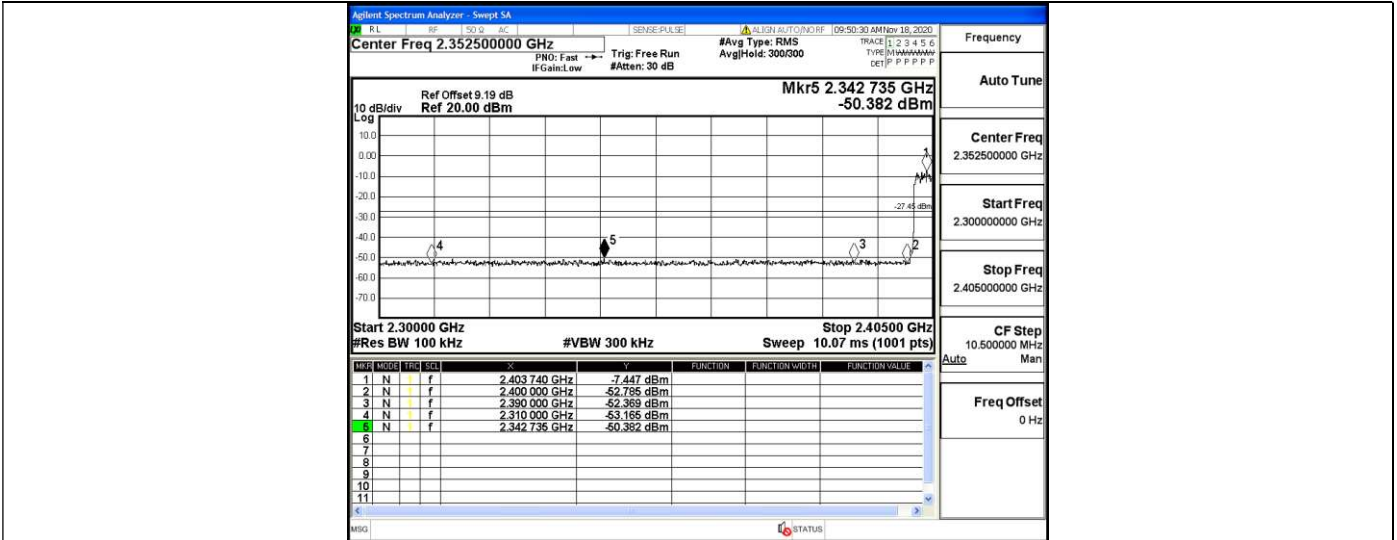 Agilent Spectrum Analyzer - Swept SA
RL RF 50 Ω AC SENSE:PULSE ALIGN AUTO/NO RF 09:50:30 AM Nov 18, 2020
Center Freq 2.352500000 GHz
PNO: Fast
IFGain:Low
Trig: Free Run
#Atten: 30 dB
#Avg Type: RMS
Avg|Hold: 300/300
TRACE 1 2 3 4 5 6
TYPE M
DET P P P P P P
Ref Offset 9.19 dB
10 dB/div Ref 20.00 dBm
Log
Mkr5 2.342 735 GHz
-50.382 dBm
10.0
0.00
-10.0
-20.0
-30.0
-40.0
-50.0
-60.0
-70.0
1
-27.45 dBm
4
5
3
2
Start 2.30000 GHz Stop 2.40500 GHz
#Res BW 100 kHz #VBW 300 kHz Sweep 10.07 ms (1001 pts)
MKR MODE TRC SCL X Y FUNCTION FUNCTION WIDTH FUNCTION VALUE
1 N 1 f 2.403 740 GHz -7.447 dBm
2 N 1 f 2.400 000 GHz -52.785 dBm
3 N 1 f 2.390 000 GHz -52.369 dBm
4 N 1 f 2.310 000 GHz -53.165 dBm
5 N 1 f 2.342 735 GHz -50.382 dBm
6
7
8
9
10
11
MSG STATUS
Frequency
Auto Tune
Center Freq
2.352500000 GHz
Start Freq
2.300000000 GHz
Stop Freq
2.405000000 GHz
CF Step
10.500000 MHz
Auto Man
Freq Offset
0 Hz